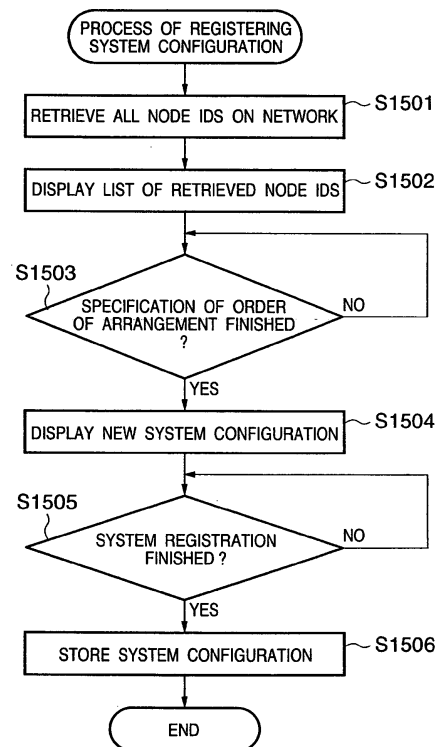 PROCESS OF REGISTERING
SYSTEM CONFIGURATION
RETRIEVE ALL NODE IDS ON NETWORK
S1501
DISPLAY LIST OF RETRIEVED NODE IDS
S1502
S1503
SPECIFICATION OF ORDER
OF ARRANGEMENT FINISHED
?
NO
YES
DISPLAY NEW SYSTEM CONFIGURATION
S1504
S1505
SYSTEM REGISTRATION
FINISHED ?
NO
YES
STORE SYSTEM CONFIGURATION
S1506
END